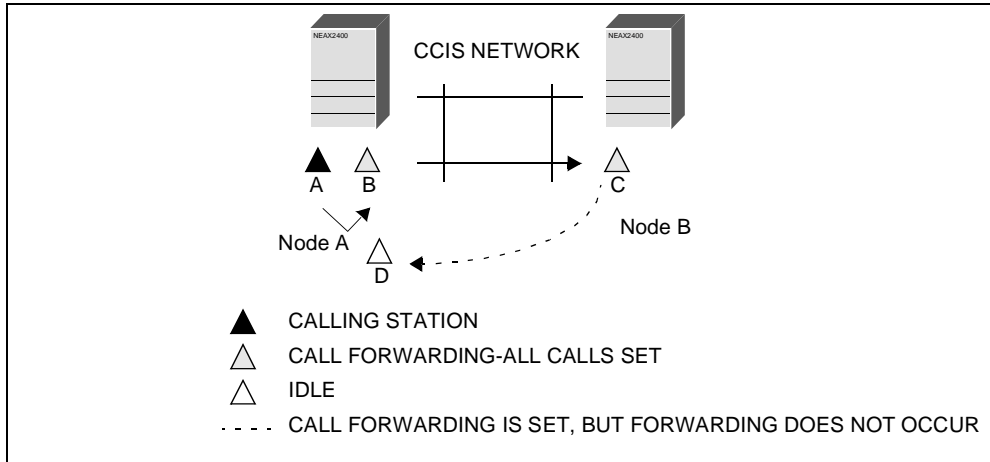 NEAX2400
NEAX2400
CCIS NETWORK
A
B
C
Node A
Node B
D
CALLING STATION
CALL FORWARDING-ALL CALLS SET
IDLE
CALL FORWARDING IS SET, BUT FORWARDING DOES NOT OCCUR